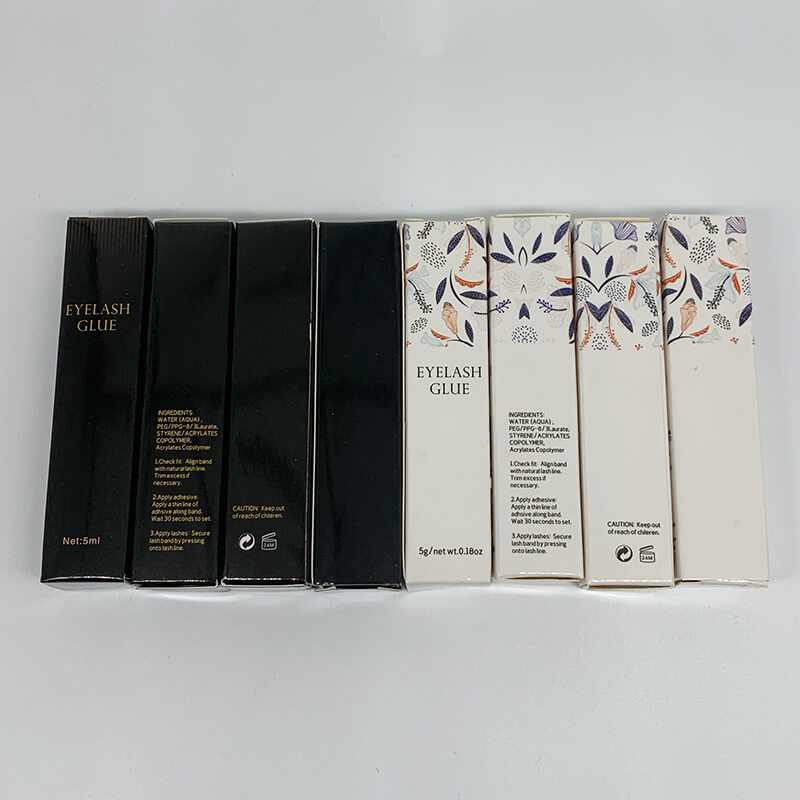 EYELASH
GLUE
Net:5ml
INGREDIENTS:
WATER (AQUA) ,
PEG/PPG-8/3Laurate,
STYRENE/ACRYLATES
COPOLYMER,
Acrylates Copolymer
1.Check fit: Align band
with natural lash line.
Trim excess if
necessary.
2.Apply adhesive:
Apply a thin line of
adhsive along band.
Wait 30 seconds to set.
3.Apply lashes: Secure
lash band by pressing
onto lash line.
CAUTION: Keep out
of reach of chileren.
24M
EYELASH
GLUE
5g/net wt.0.18oz
INGREDIENTS:
WATER (AQUA) ,
PEG/PPG-8/3Laurate,
STYRENE/ACRYLATES
COPOLYMER,
Acrylates Copolymer
1.Check fit: Align band
with natural lash line.
Trim excess if
necessary.
2.Apply adhesive:
Apply a thin line of
adhsive along band.
Wait 30 seconds to set.
3.Apply lashes: Secure
lash band by pressing
onto lash line.
CAUTION: Keep out
of reach of chileren.
24M